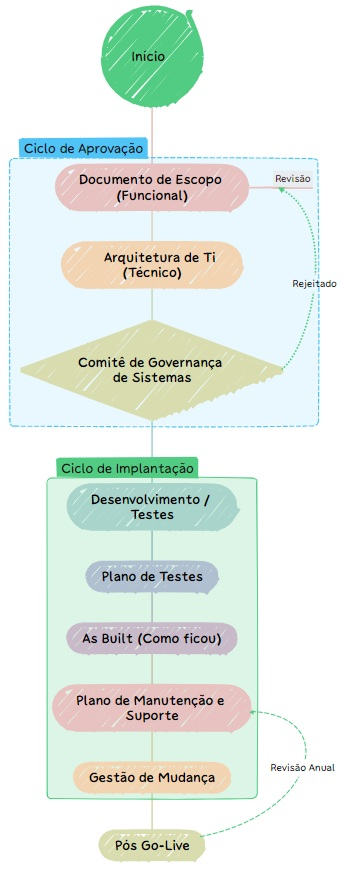 Início
Ciclo de Aprovação
Documento de Escopo
(Funcional)
Revisão
Arquitetura de Ti
(Técnico)
Rejeitado
Comitê de Governança
de Sistemas
Ciclo de Implantação
Desenvolvimento /
Testes
Plano de Testes
As Built (Como ficou)
Plano de Manutenção e
Suporte
Revisão Anual
Gestão de Mudança
Pós Go-Live